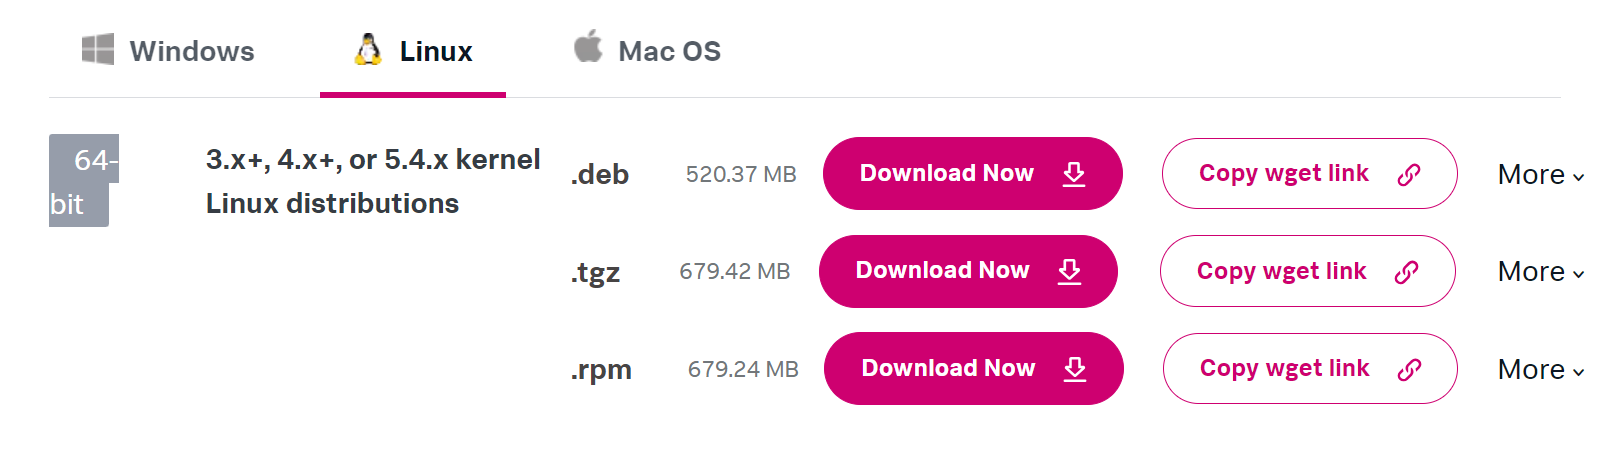 Windows Linux Mac OS
64-bit 3.x+, 4.x+, or 5.4.x kernel Linux distributions .deb 520.37 MB Download Now Copy wget link More
.tgz 679.42 MB Download Now Copy wget link More
.rpm 679.24 MB Download Now Copy wget link More